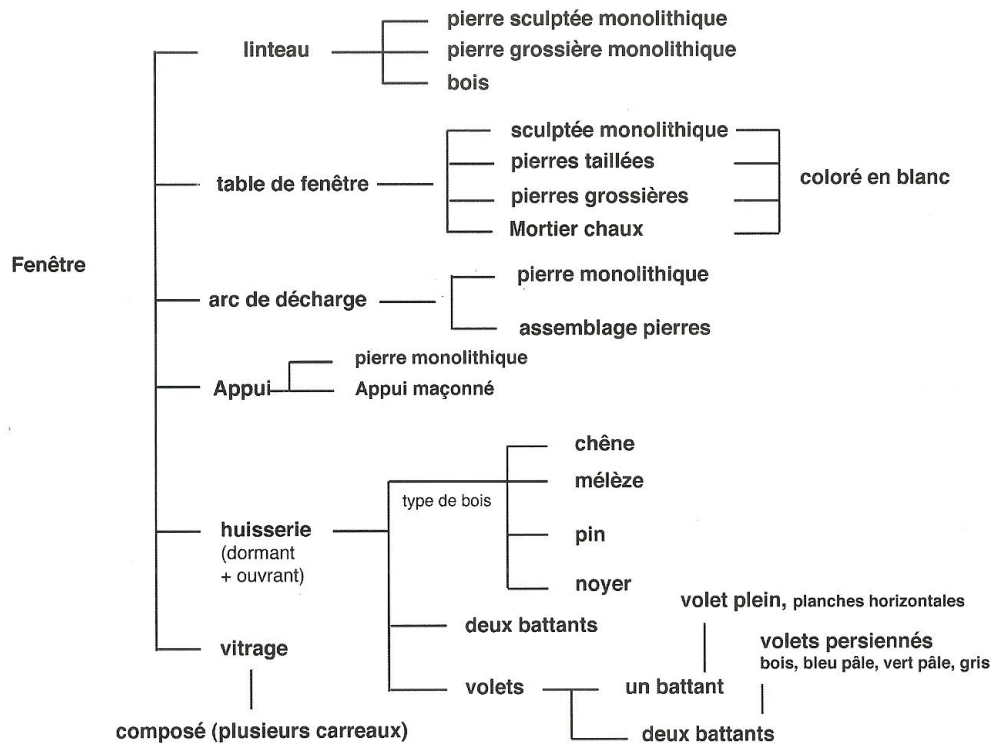 Fenêtre
linteau
pierre sculptée monolithique
pierre grossière monolithique
bois
table de fenêtre
sculptée monolithique
pierres taillées
pierres grossières
Mortier chaux
coloré en blanc
arc de décharge
pierre monolithique
assemblage pierres
Appui
pierre monolithique
Appui maçonné
huisserie
(dormant
+ ouvrant)
type de bois
chêne
mélèze
pin
noyer
deux battants
volets
un battant
volet plein, planches horizontales
deux battants
volets persiennés
bois, bleu pâle, vert pâle, gris
vitrage
composé (plusieurs carreaux)